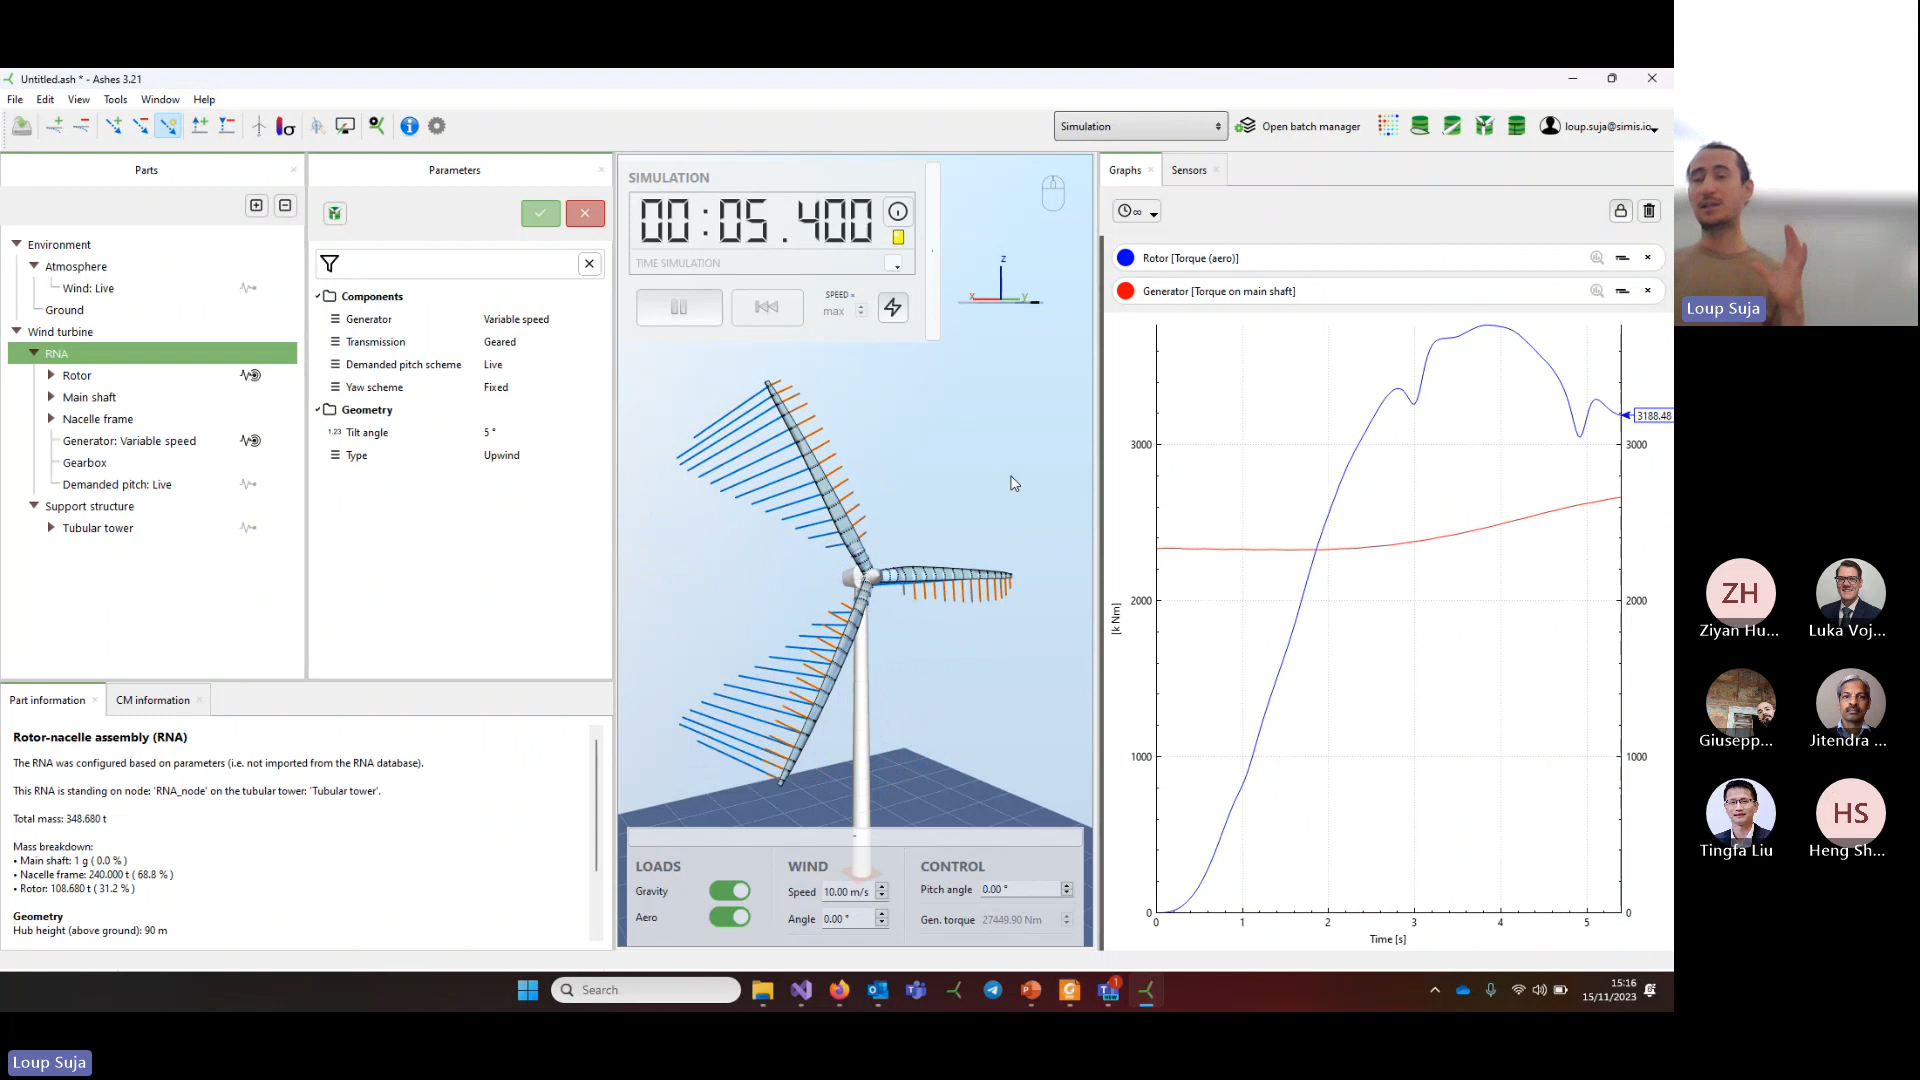 Untitled.ash * - Ashes 3.21
File Edit View Tools Window Help
Simulation
Open batch manager
loup.suja@simis.io
Parts
Environment
Atmosphere
Wind: Live
Ground
Wind turbine
RNA
Rotor
Main shaft
Nacelle frame
Generator: Variable speed
Gearbox
Demanded pitch: Live
Support structure
Tubular tower
Parameters
Components
Generator Variable speed
Transmission Geared
Demanded pitch scheme Live
Yaw scheme Fixed
Geometry
1.23 Tilt angle 5 °
Type Upwind
Part information CM information
Rotor-nacelle assembly (RNA)
The RNA was configured based on parameters (i.e. not imported from the RNA database).
This RNA is standing on node: 'RNA_node' on the tubular tower: 'Tubular tower'.
Total mass: 348.680 t
Mass breakdown:
• Main shaft: 1 g ( 0.0 % )
• Nacelle frame: 240.000 t ( 68.8 % )
• Rotor: 108.680 t ( 31.2 % )
Geometry
Hub height (above ground): 90 m
SIMULATION
00:05.400
TIME SIMULATION
SPEED =
max
z
x y
LOADS
Gravity
Aero
WIND
Speed 10.00 m/s
Angle 0.00 °
CONTROL
Pitch angle 0.00 °
Gen. torque 27449.90 Nm
Graphs Sensors
∞
Rotor [Torque (aero)]
Generator [Torque on main shaft]
3188.48
3000 3000
2000 2000
1000 1000
0 0
[k Nm]
0 1 2 3 4 5
Time [s]
Search
1
NEW
15:16
15/11/2023
Loup Suja
ZH
Ziyan Hu...
Luka Voj...
Giusepp...
Jitendra ...
Tingfa Liu
HS
Heng Sh...
Loup Suja